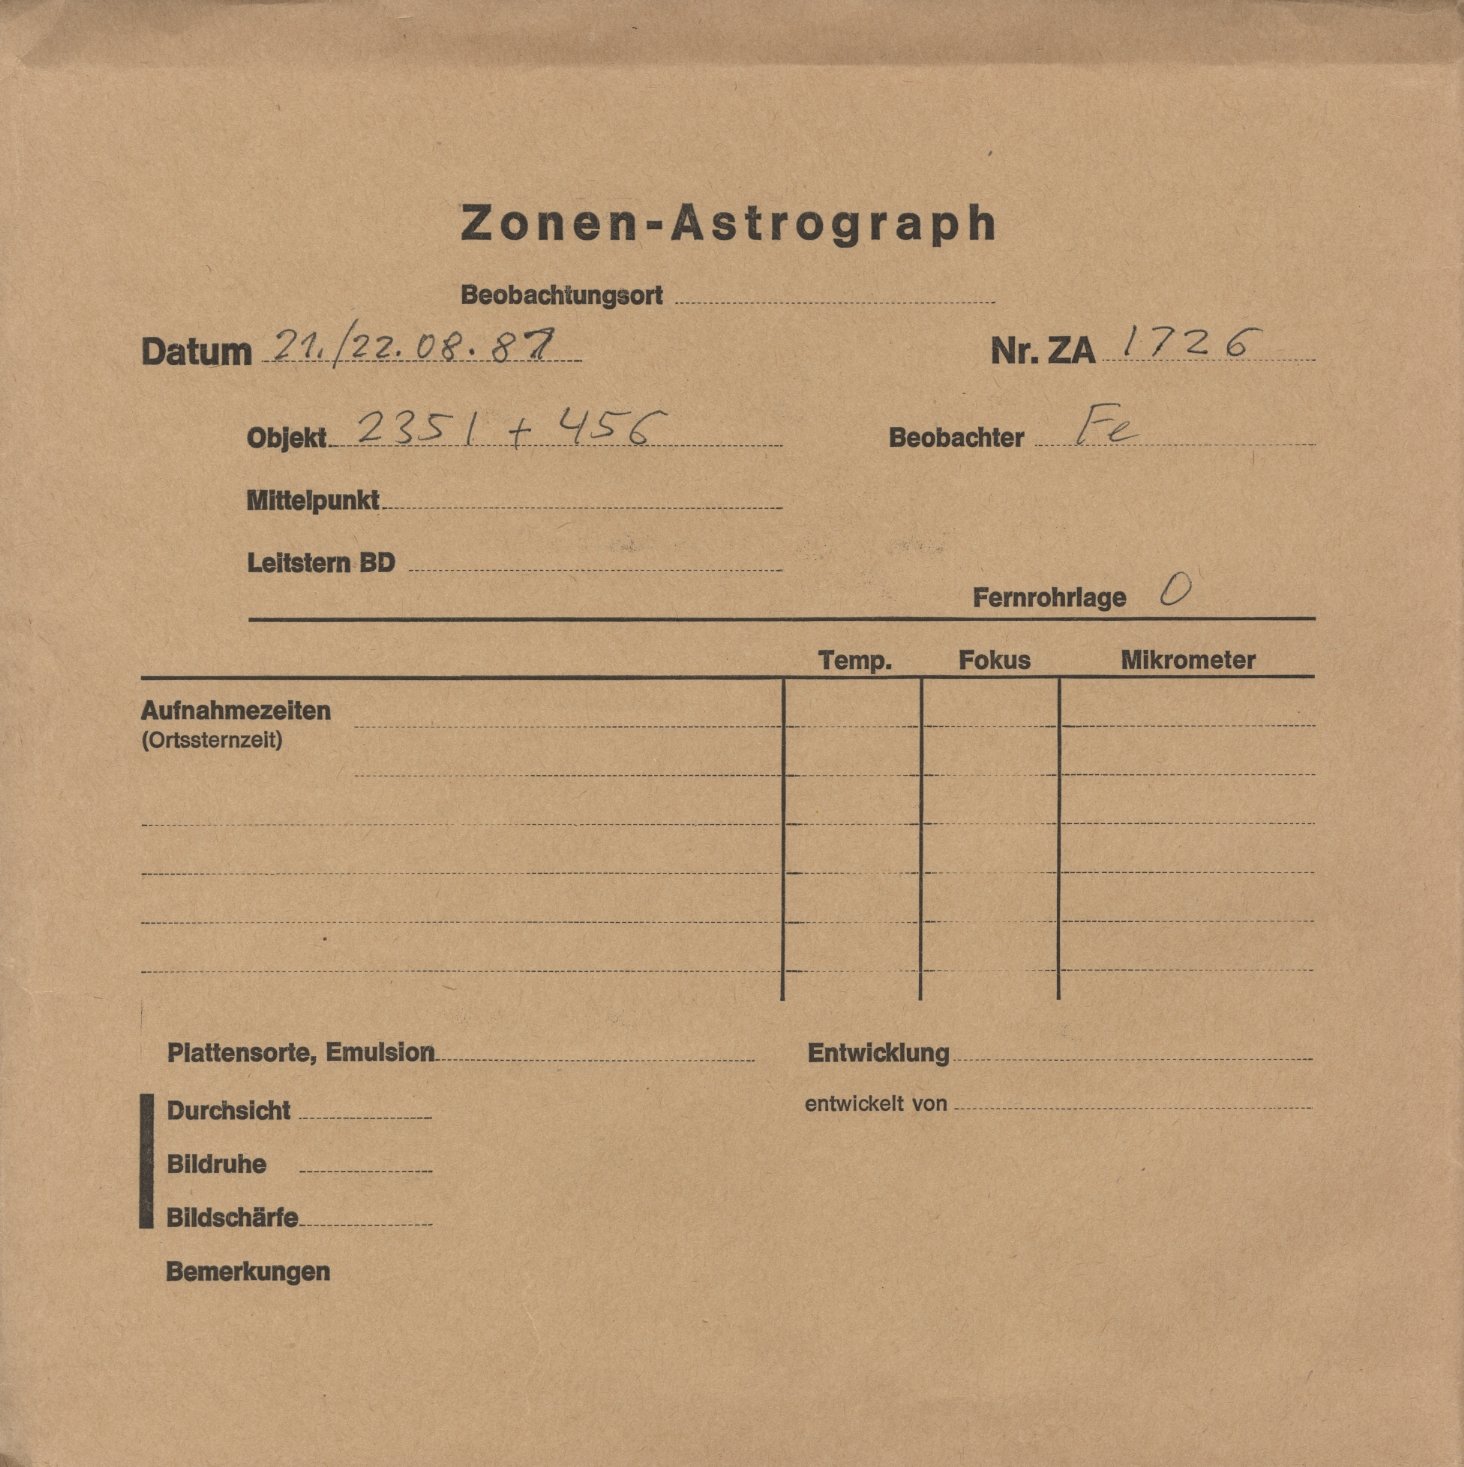 Zonen-Astrograph
Beobachtungsort
Datum 21./22.08.87 Nr. ZA 1726
Objekt 2351 + 456 Beobachter Fe
Mittelpunkt
Leitstern BD
Fernrohrlage O
Temp. Fokus Mikrometer
Aufnahmezeiten
(Ortssternzeit)
Plattensorte, Emulsion Entwicklung
Durchsicht entwickelt von
Bildruhe
Bildschärfe
Bemerkungen